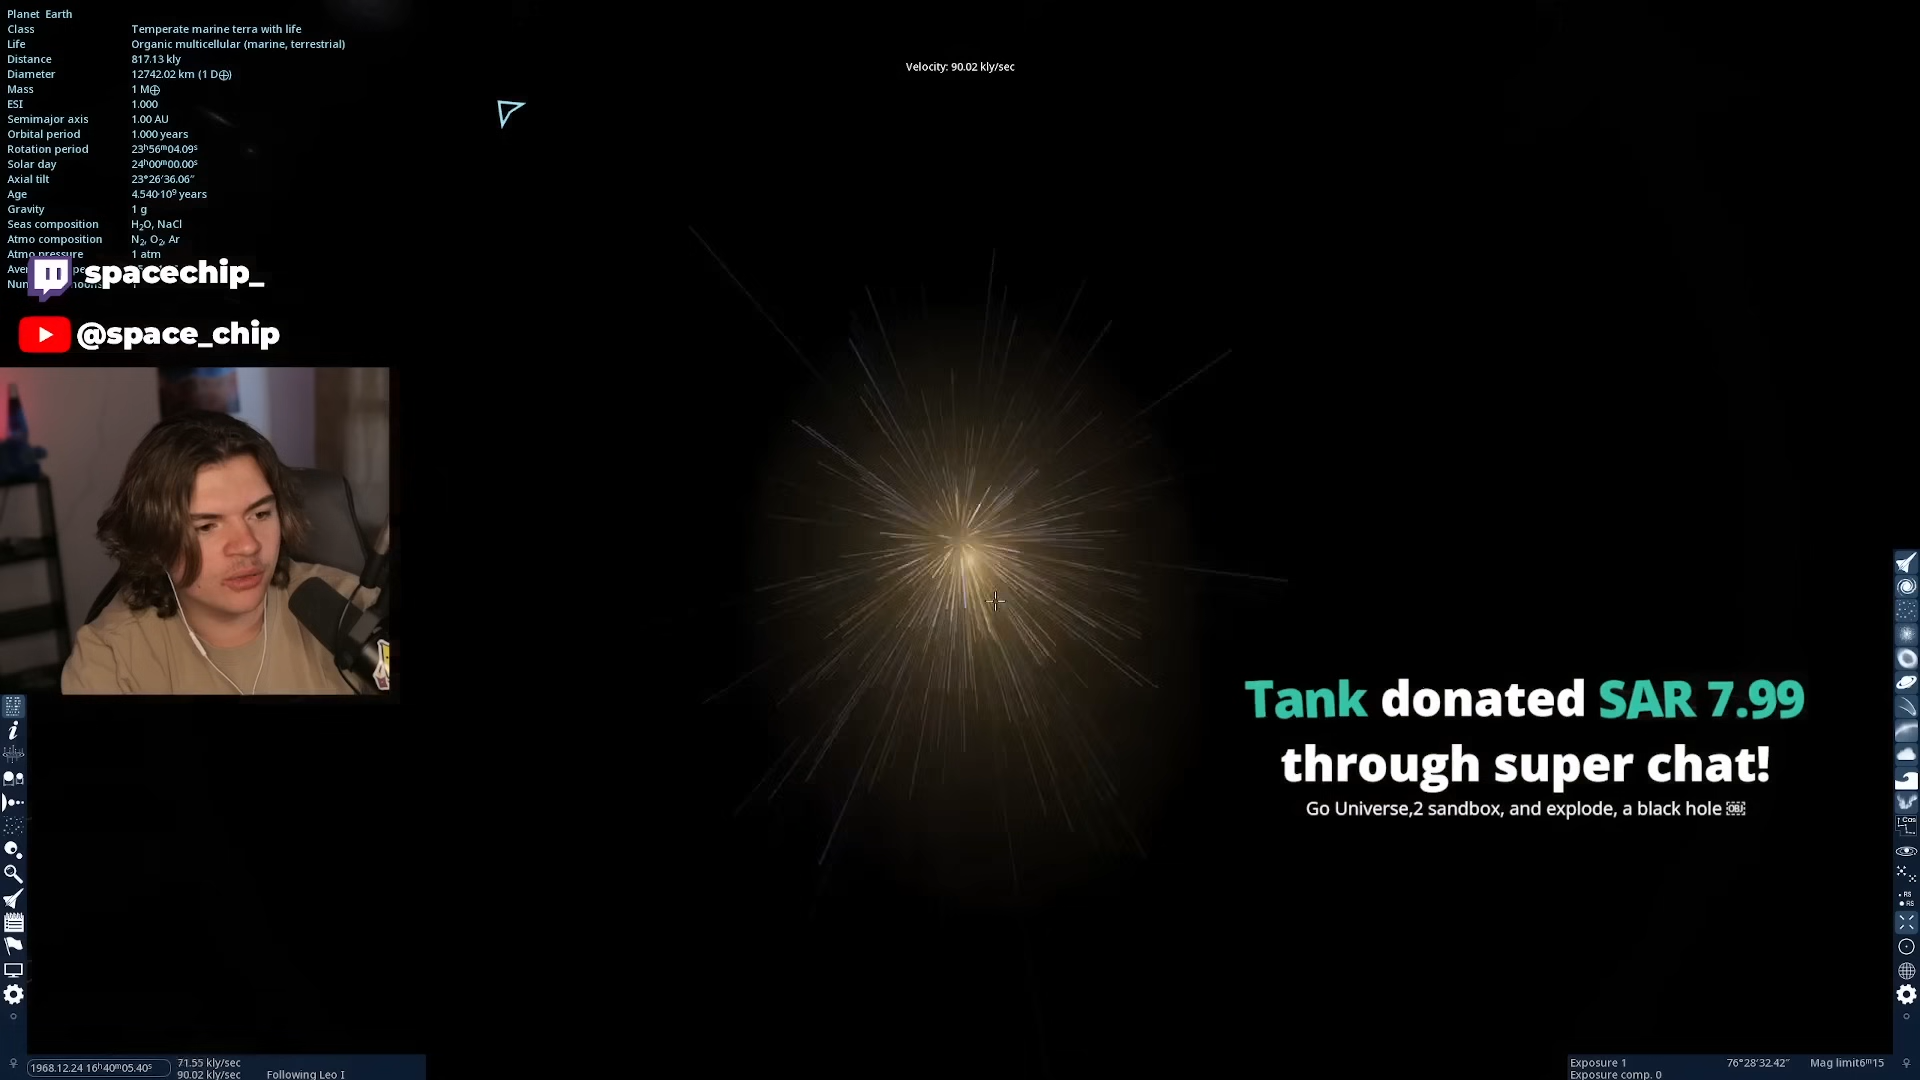 Planet Earth
Class Temperate marine terra with life
Life Organic multicellular (marine, terrestrial)
Distance 817.13 kly
Diameter 12742.02 km (1 D⊕)
Mass 1 M⊕
ESI 1.000
Semimajor axis 1.00 AU
Orbital period 1.000 years
Rotation period 23ʰ56ᵐ04.09ˢ
Solar day 24ʰ00ᵐ00.00ˢ
Axial tilt 23°26′36.06″
Age 4.540·10⁹ years
Gravity 1 g
Seas composition H₂O, NaCl
Atmo composition N₂, O₂, Ar
Atmo pressure 1 atm
spacechip_
@space_chip
Velocity: 90.02 kly/sec
Tank donated SAR 7.99
through super chat!
Go Universe,2 sandbox, and explode, a black hole OBJ
1968.12.24 16ʰ40ᵐ05.40ˢ
71.55 kly/sec
90.02 kly/sec Following Leo I
Exposure 1 76°28′32.42″ Mag limit6ᵐ15
Exposure comp. 0